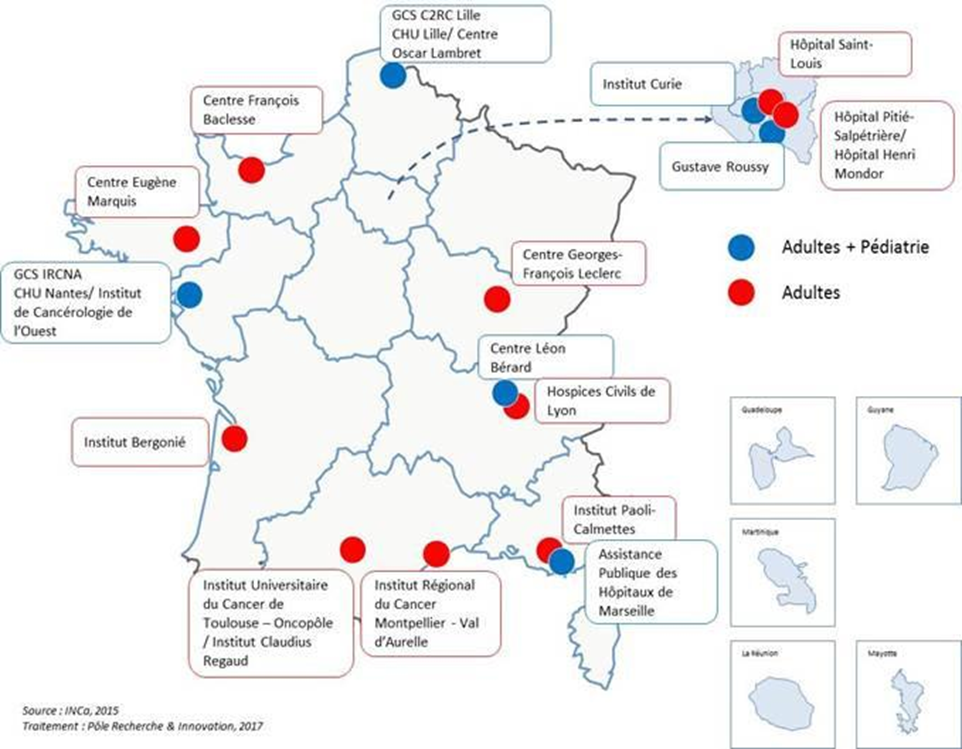 GCS C2RC Lille
CHU Lille/ Centre
Oscar Lambret
Hôpital Saint-
Louis
Institut Curie
Centre François
Baclesse
Hôpital Pitié-
Salpétrière/
Hôpital Henri
Mondor
Gustave Roussy
Centre Eugène
Marquis
Adultes + Pédiatrie
Adultes
Centre Georges-
François Leclerc
GCS IRCNA
CHU Nantes/ Institut
de Cancérologie de
l'Ouest
Centre Léon
Bérard
Hospices Civils de
Lyon
Institut Bergonié
Guadeloupe
Guyane
Institut Paoli-
Calmettes
Martinique
Assistance
Publique des
Hôpitaux de
Marseille
Institut Universitaire
du Cancer de
Toulouse – Oncopôle
/ Institut Claudius
Regaud
Institut Régional
du Cancer
Montpellier - Val
d'Aurelle
La Réunion
Mayotte
Source : INCa, 2015
Traitement : Pôle Recherche & Innovation, 2017